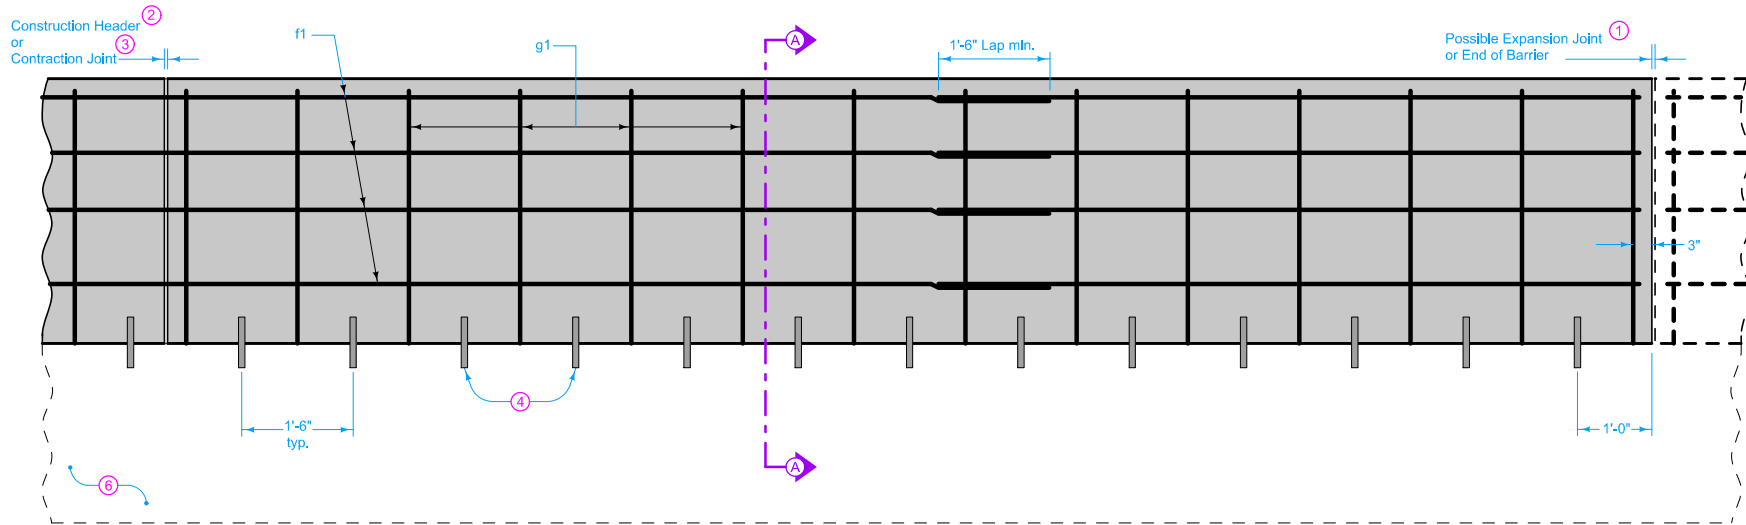 Construction Header ②
or
③
Contraction Joint
f1
g1
A
1'-6" Lap min.
Possible Expansion Joint ①
or End of Barrier
3"
④
1'-6"
typ.
1'-0"
A
⑥